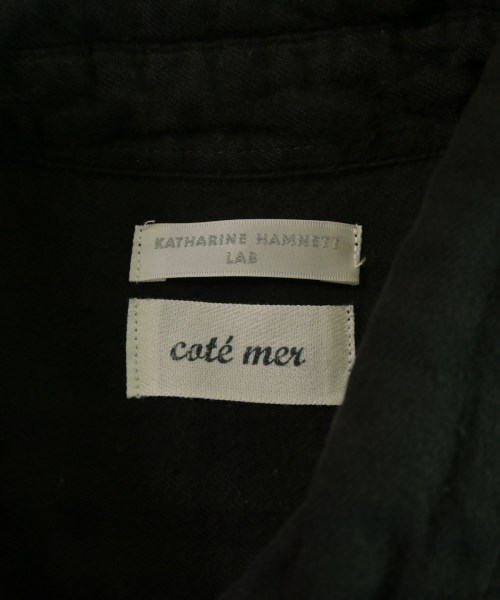 KATHARINE HAMNETT
LAB
coté mer